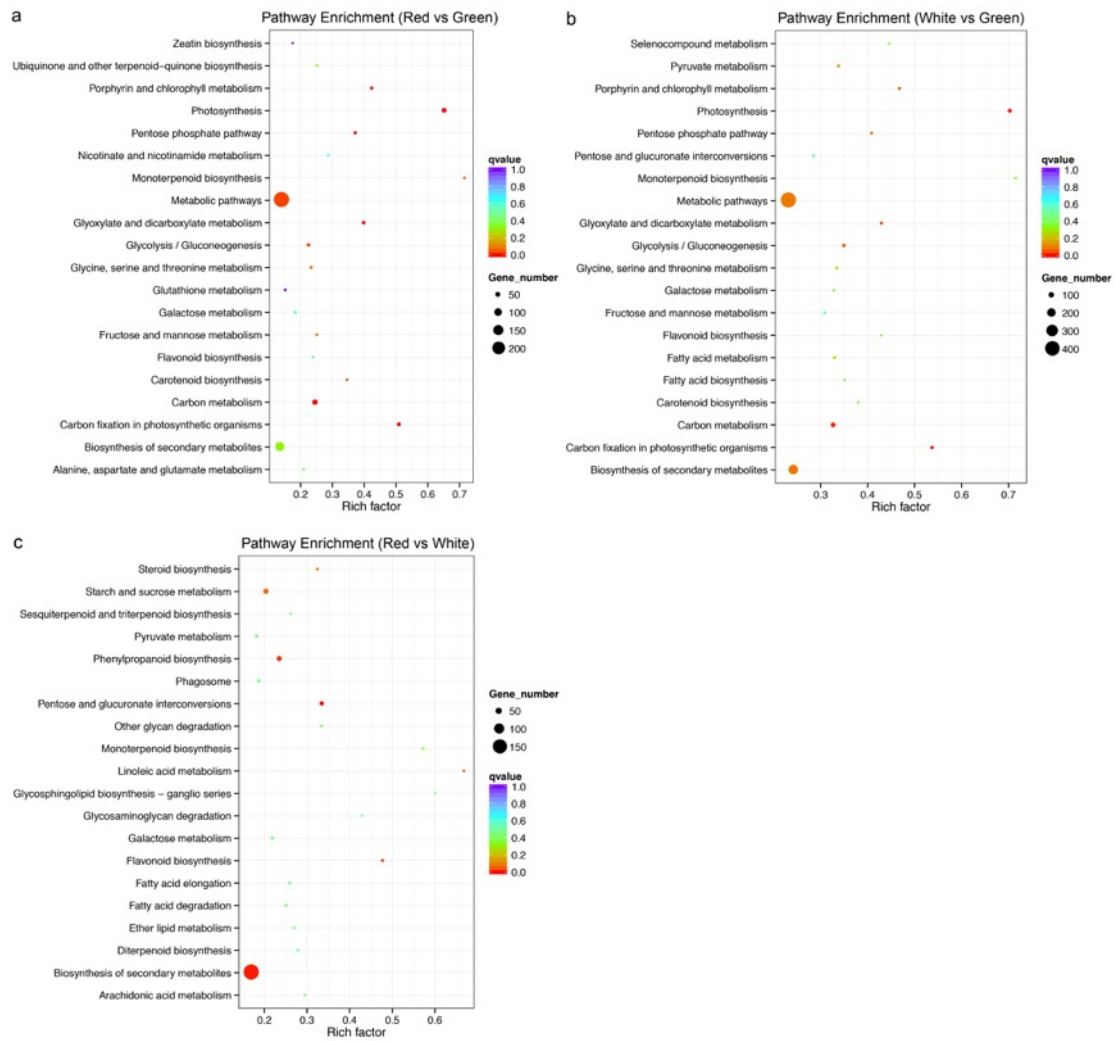 a
Pathway Enrichment (Red vs Green)
Zeatin biosynthesis
Ubiquinone and other terpenoid−quinone biosynthesis
Porphyrin and chlorophyll metabolism
Photosynthesis
Pentose phosphate pathway
Nicotinate and nicotinamide metabolism
Monoterpenoid biosynthesis
Metabolic pathways
Glyoxylate and dicarboxylate metabolism
Glycolysis / Gluconeogenesis
Glycine, serine and threonine metabolism
Glutathione metabolism
Galactose metabolism
Fructose and mannose metabolism
Flavonoid biosynthesis
Carotenoid biosynthesis
Carbon metabolism
Carbon fixation in photosynthetic organisms
Biosynthesis of secondary metabolites
Alanine, aspartate and glutamate metabolism
0.2 0.3 0.4 0.5 0.6 0.7
Rich factor
qvalue
1.0
0.8
0.6
0.4
0.2
0.0
Gene_number
50
100
150
200
b
Pathway Enrichment (White vs Green)
Selenocompound metabolism
Pyruvate metabolism
Porphyrin and chlorophyll metabolism
Photosynthesis
Pentose phosphate pathway
Pentose and glucuronate interconversions
Monoterpenoid biosynthesis
Metabolic pathways
Glyoxylate and dicarboxylate metabolism
Glycolysis / Gluconeogenesis
Glycine, serine and threonine metabolism
Galactose metabolism
Fructose and mannose metabolism
Flavonoid biosynthesis
Fatty acid metabolism
Fatty acid biosynthesis
Carotenoid biosynthesis
Carbon metabolism
Carbon fixation in photosynthetic organisms
Biosynthesis of secondary metabolites
0.3 0.4 0.5 0.6 0.7
Rich factor
qvalue
1.0
0.8
0.6
0.4
0.2
0.0
Gene_number
100
200
300
400
c
Pathway Enrichment (Red vs White)
Steroid biosynthesis
Starch and sucrose metabolism
Sesquiterpenoid and triterpenoid biosynthesis
Pyruvate metabolism
Phenylpropanoid biosynthesis
Phagosome
Pentose and glucuronate interconversions
Other glycan degradation
Monoterpenoid biosynthesis
Linoleic acid metabolism
Glycosphingolipid biosynthesis − ganglio series
Glycosaminoglycan degradation
Galactose metabolism
Flavonoid biosynthesis
Fatty acid elongation
Fatty acid degradation
Ether lipid metabolism
Diterpenoid biosynthesis
Biosynthesis of secondary metabolites
Arachidonic acid metabolism
0.2 0.3 0.4 0.5 0.6
Rich factor
Gene_number
50
100
150
qvalue
1.0
0.8
0.6
0.4
0.2
0.0